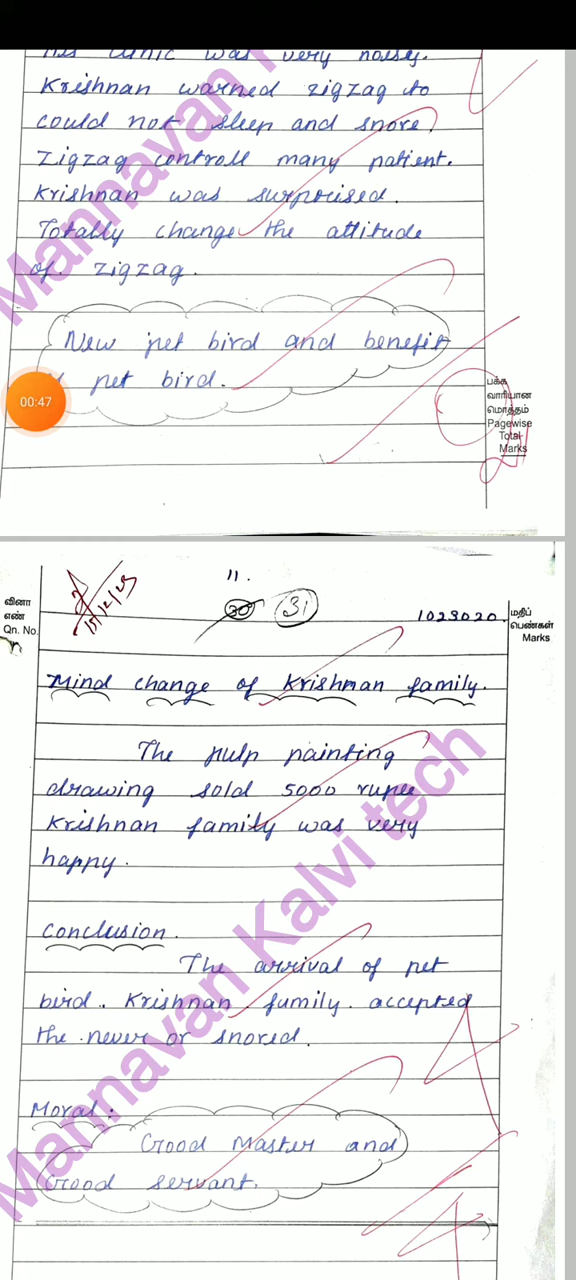 his clinic was very noisy.
Krishnan warned zigzag to
could not sleep and snore.
Zigzag controll many patient.
Krishnan was surprised.
Totally change the attitude
of zigzag.
New pet bird and benefit
pet bird.
00:47
பக்க
வாரியான
மொத்தம்
Pagewise
Total
Marks
11.
வினா
எண்
Qn. No.
15/12/23
30
31
1023020
மதிப்
பெண்கள்
Marks
Mind change of Krishnan family.
The pulp painting
drawing sold 5000 rupee
Krishnan family was very
happy.
Conclusion.
The arrival of pet
bird. Krishnan family. accepted
the never or snored.
Moral:
Good Master and
Good servant.
Mannavan Kalvi tech